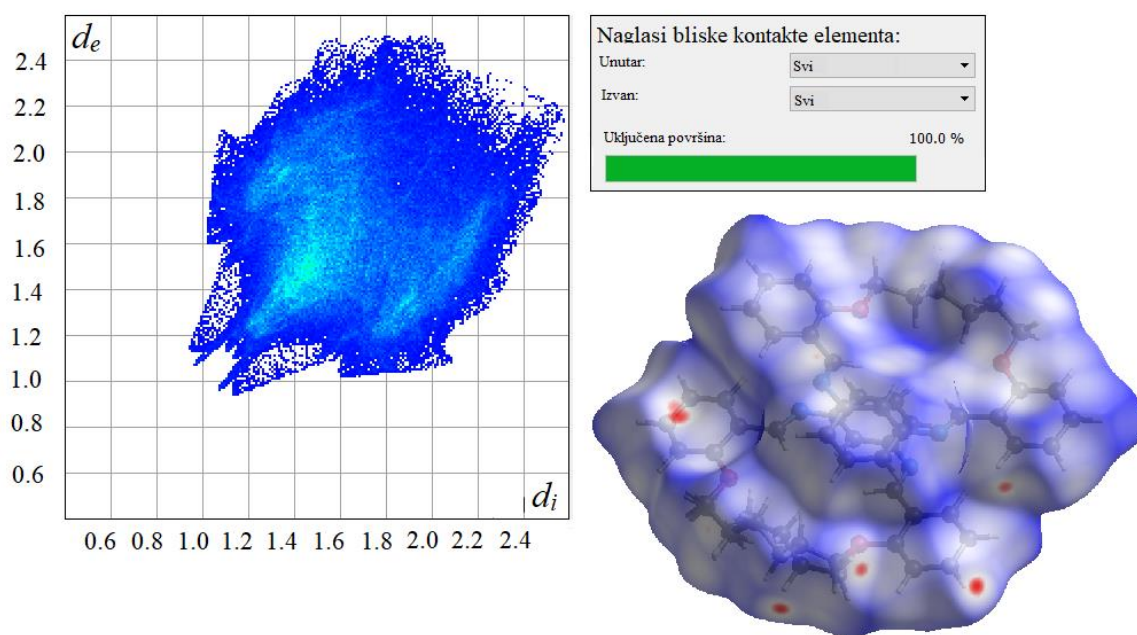 dₑ
2.4
2.2
2.0
1.8
1.6
1.4
1.2
1.0
0.8
0.6
dᵢ
0.6 0.8 1.0 1.2 1.4 1.6 1.8 2.0 2.2 2.4
Naglasi bliske kontakte elementa:
Unutar: Svi
Izvan: Svi
Uključena površina: 100.0 %